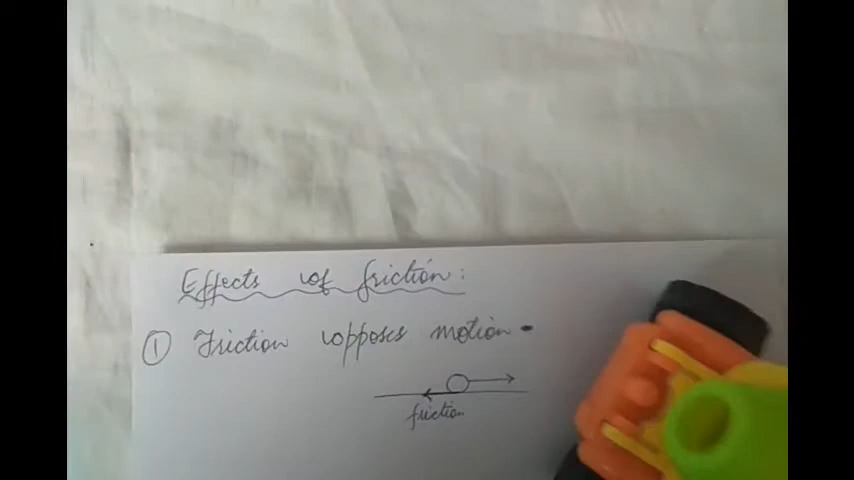 Effects of friction:
① Friction opposes motion.
friction